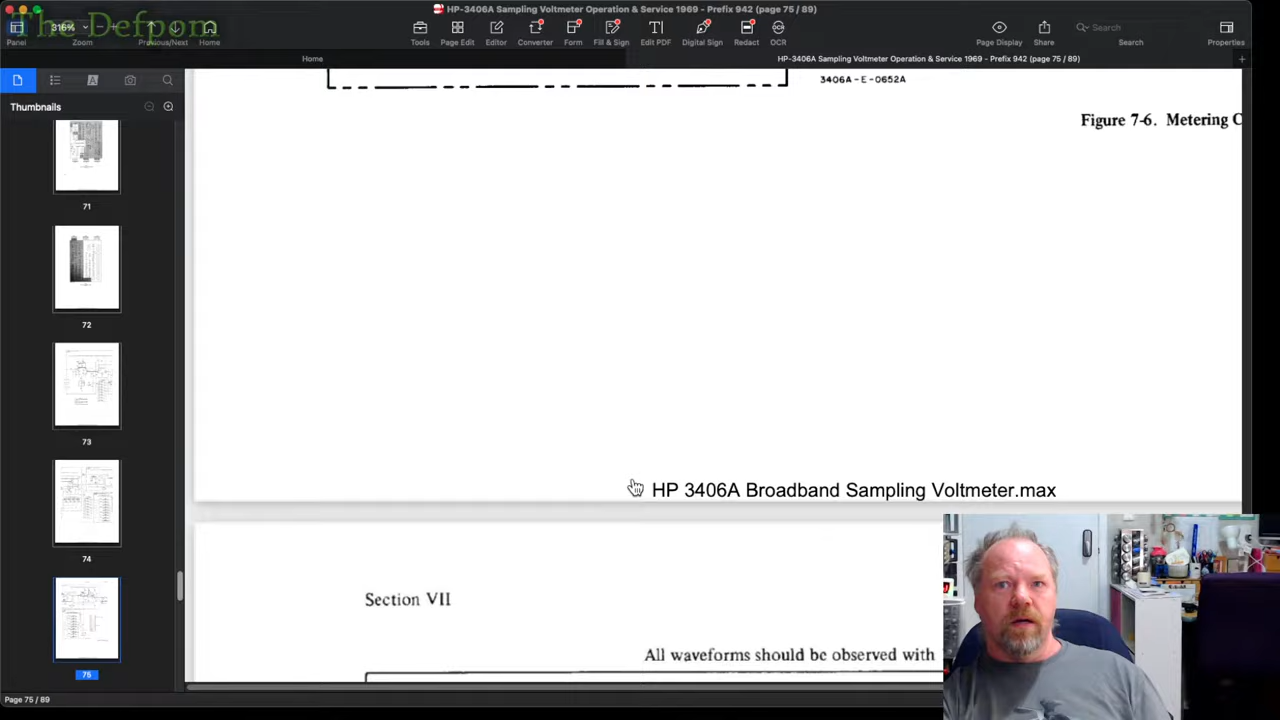 HP-3406A Sampling Voltmeter Operation & Service 1969 - Prefix 942 (page 75 / 89)
The Defpom
316%
Panel
Zoom
Previous/Next
Home
Tools
Page Edit
Editor
Converter
Form
Fill & Sign
Edit PDF
Digital Sign
Redact
OCR
Page Display
Share
Search
Search
Properties
Home
HP-3406A Sampling Voltmeter Operation & Service 1969 - Prefix 942 (page 75 / 89)
Thumbnails
71
72
73
74
75
3406A-E-0652A
Figure 7-6. Metering C
HP 3406A Broadband Sampling Voltmeter.max
Section VII
All waveforms should be observed with
Page 75 / 89